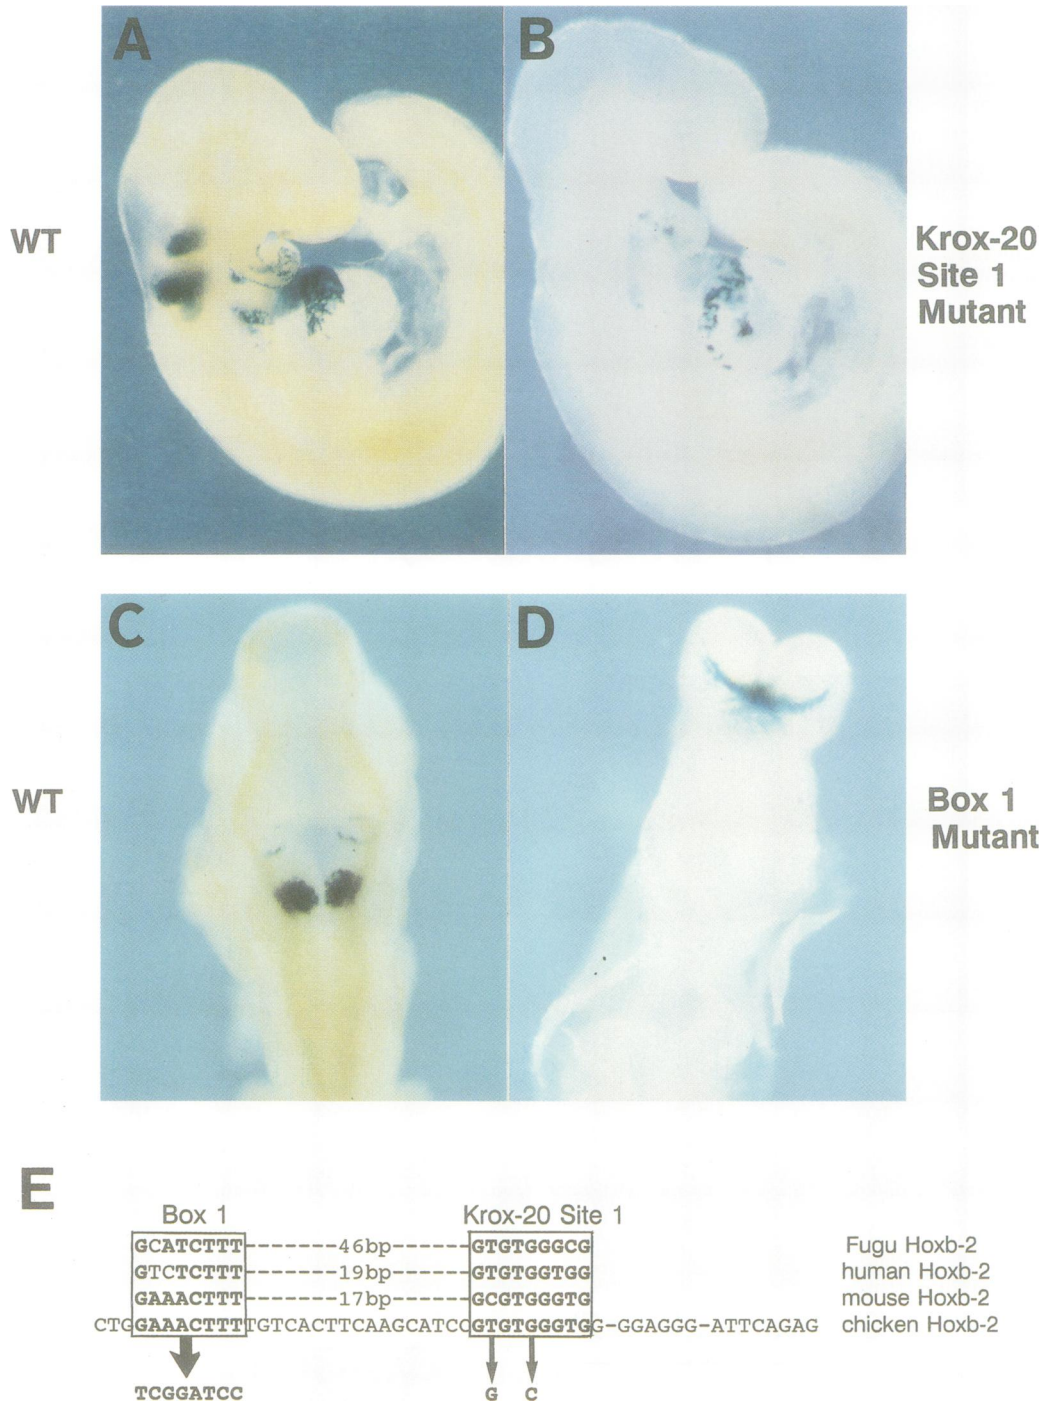 A
B
WT
Krox-20
Site 1
Mutant
C
D
WT
Box 1
Mutant
E
Box 1
Krox-20 Site 1
GCATCTTT-------46bp------GTGTGGGCG Fugu Hoxb-2
GTCTCTTT-------19bp------GTGTGGTGG human Hoxb-2
GAAACTTT-------17bp------GCGTGGGTG mouse Hoxb-2
CTGGAAACTTTTGTCACTTCAAGCATCCGTGTGGGTGG-GGAGGG-ATTCAGAG chicken Hoxb-2
TCGGATCC G C